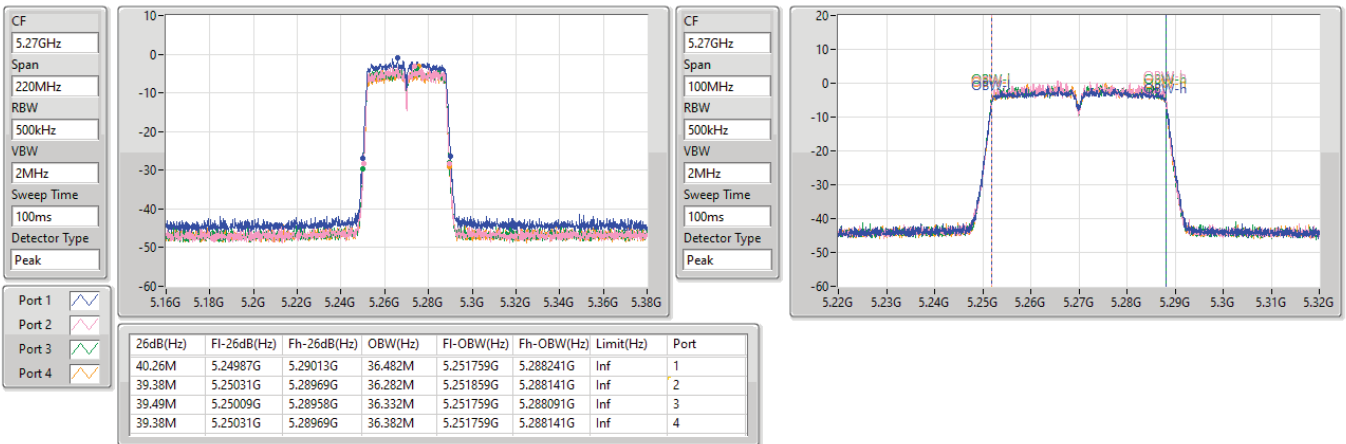 CF
5.27GHz
Span
220MHz
RBW
500kHz
VBW
2MHz
Sweep Time
100ms
Detector Type
Peak
10
0
-10
-20
-30
-40
-50
-60
5.16G 5.18G 5.2G 5.22G 5.24G 5.26G 5.28G 5.3G 5.32G 5.34G 5.36G 5.38G
CF
5.27GHz
Span
100MHz
RBW
500kHz
VBW
2MHz
Sweep Time
100ms
Detector Type
Peak
20
10
0
-10
-20
-30
-40
-50
-60
5.22G 5.23G 5.24G 5.25G 5.26G 5.27G 5.28G 5.29G 5.3G 5.31G 5.32G
Port 1
Port 2
Port 3
Port 4
26dB(Hz) Fl-26dB(Hz) Fh-26dB(Hz) OBW(Hz) Fl-OBW(Hz) Fh-OBW(Hz) Limit(Hz) Port
40.26M 5.24987G 5.29013G 36.482M 5.251759G 5.288241G Inf 1
39.38M 5.25031G 5.28969G 36.282M 5.251859G 5.288141G Inf 2
39.49M 5.25009G 5.28958G 36.332M 5.251759G 5.288091G Inf 3
39.38M 5.25031G 5.28969G 36.382M 5.251759G 5.288141G Inf 4